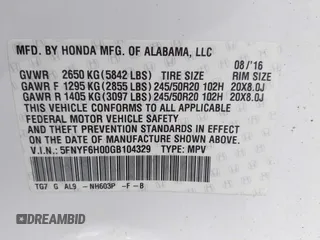 MFD. BY HONDA MFG. OF ALABAMA, LLC
08/'16
GVWR 2650 KG(5842 LBS) TIRE SIZE RIM SIZE
GAWR F 1295 KG(2855 LBS) 245/50R20 102H 20X8.0J
GAWR R 1405 KG(3097 LBS) 245/50R20 102H 20X8.0J
THIS VEHICLE CONFORMS TO ALL APPLICABLE
FEDERAL MOTOR VEHICLE SAFETY
AND THEFT PREVENTION STANDARDS IN EFFECT
ON THE DATE OF MANUFACTURE SHOWN ABOVE.
V.I.N.: 5FNYF6H00GB104329 TYPE: MPV
TG7 G AL9 -NH603P -F-B
AUTOBIDMASTER